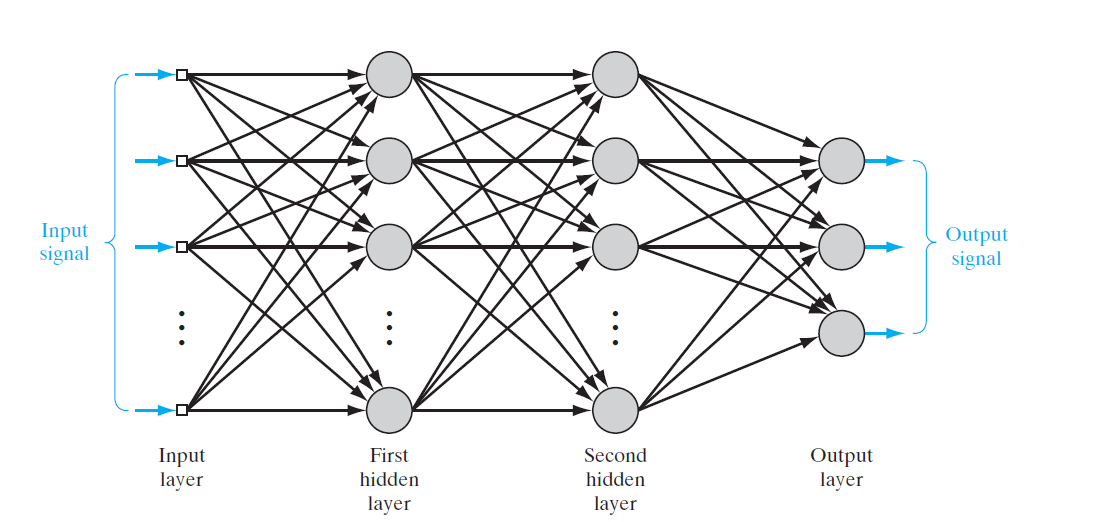 Input
signal
Output
signal
Input
layer
First
hidden
layer
Second
hidden
layer
Output
layer